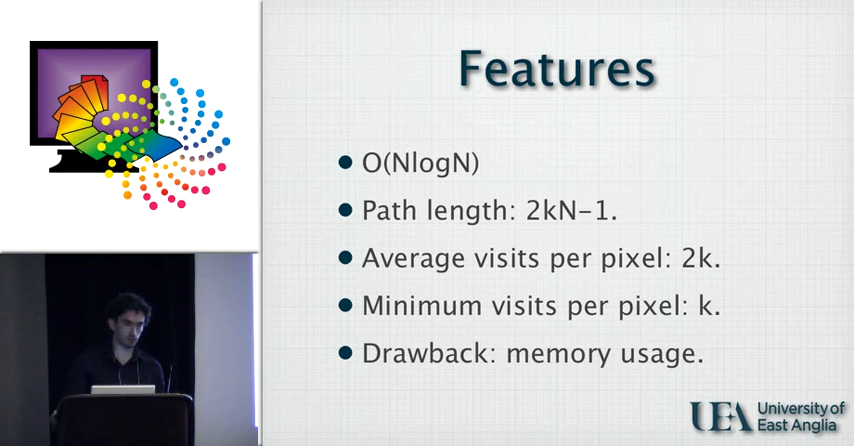 Features
O(NlogN)
Path length: 2kN-1.
Average visits per pixel: 2k.
Minimum visits per pixel: k.
Drawback: memory usage.
UEA University of
East Anglia